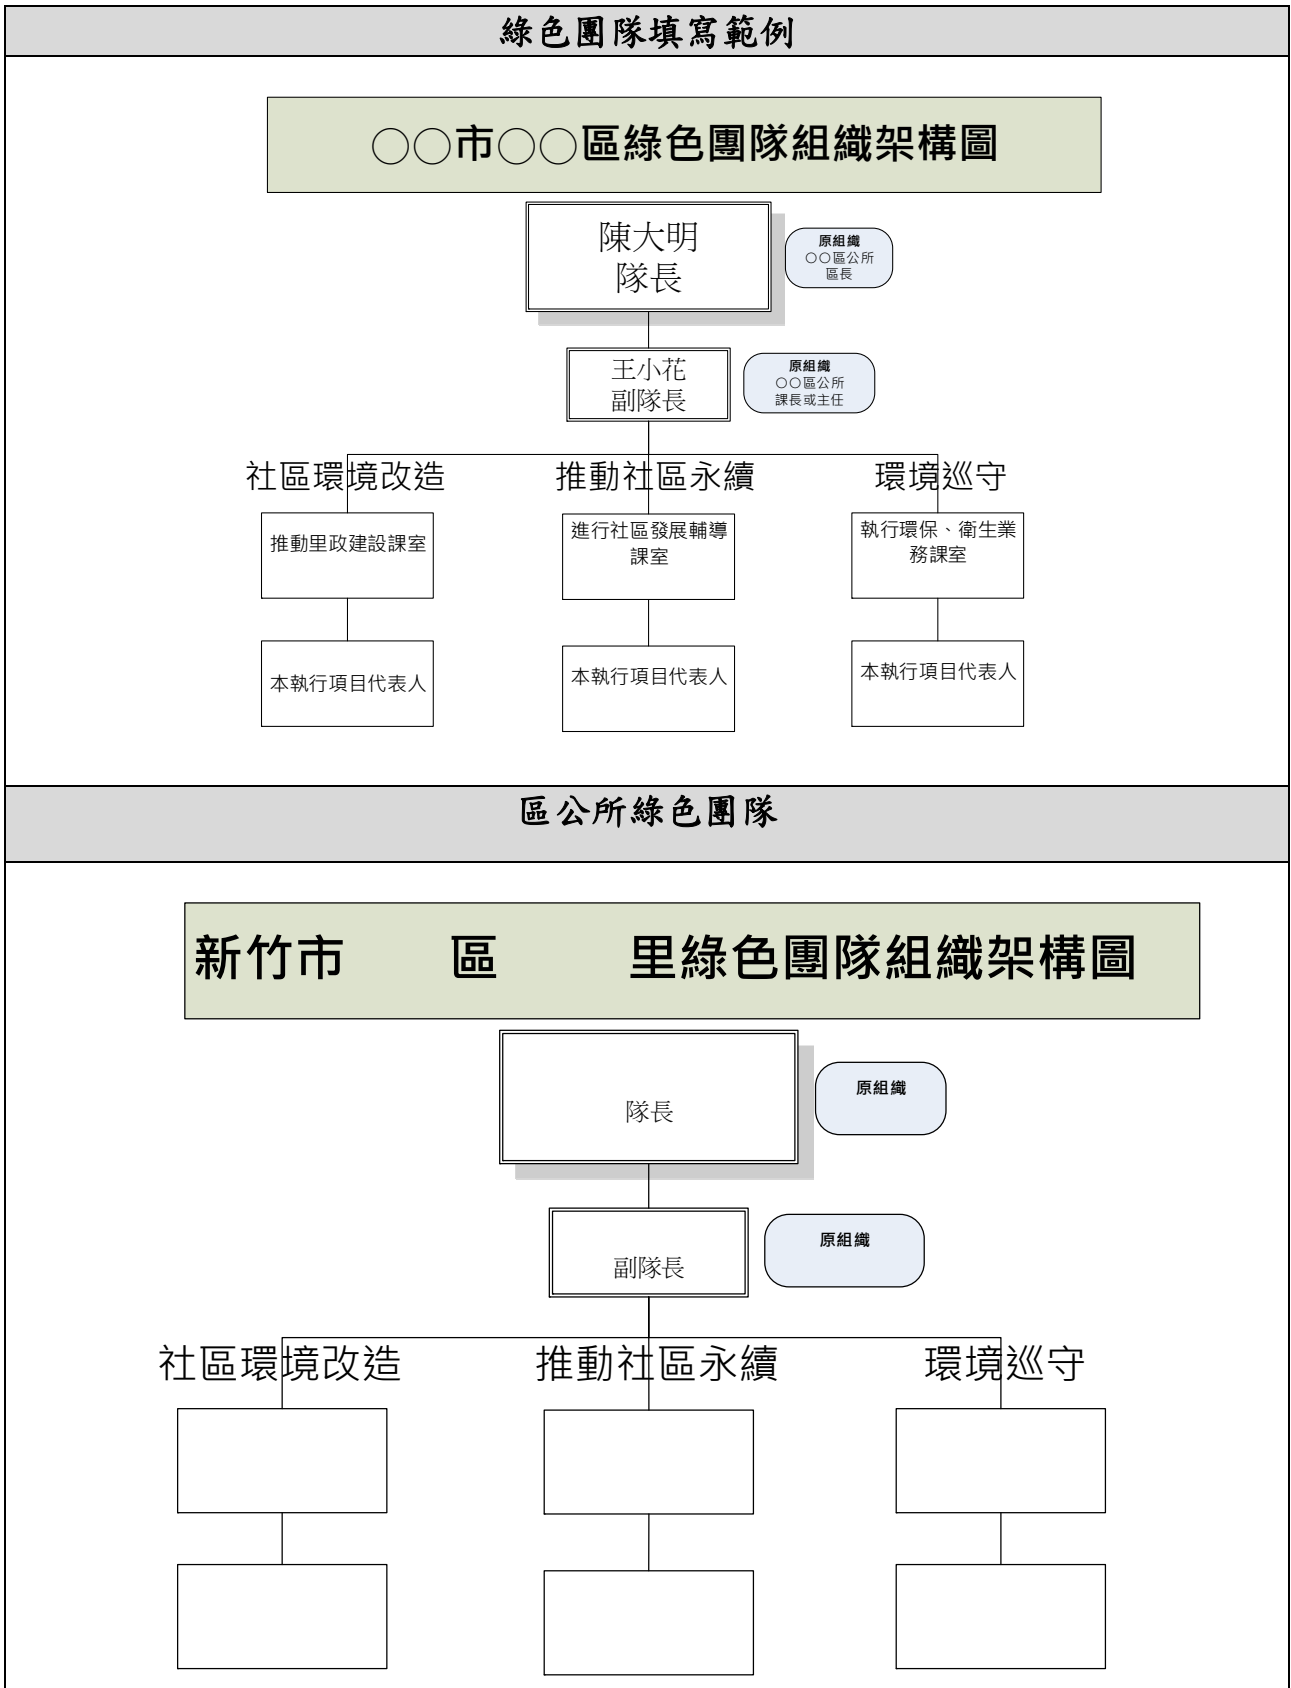 綠色團隊填寫範例
○○市○○區綠色團隊組織架構圖
陳大明
隊長
原組織
○○區公所
區長
王小花
副隊長
原組織
○○區公所
課長或主任
社區環境改造
推動社區永續
環境巡守
推動里政建設課室
進行社區發展輔導
課室
執行環保、衛生業
務課室
本執行項目代表人
本執行項目代表人
本執行項目代表人
區公所綠色團隊
新竹市 區 里綠色團隊組織架構圖
隊長
原組織
副隊長
原組織
社區環境改造
推動社區永續
環境巡守